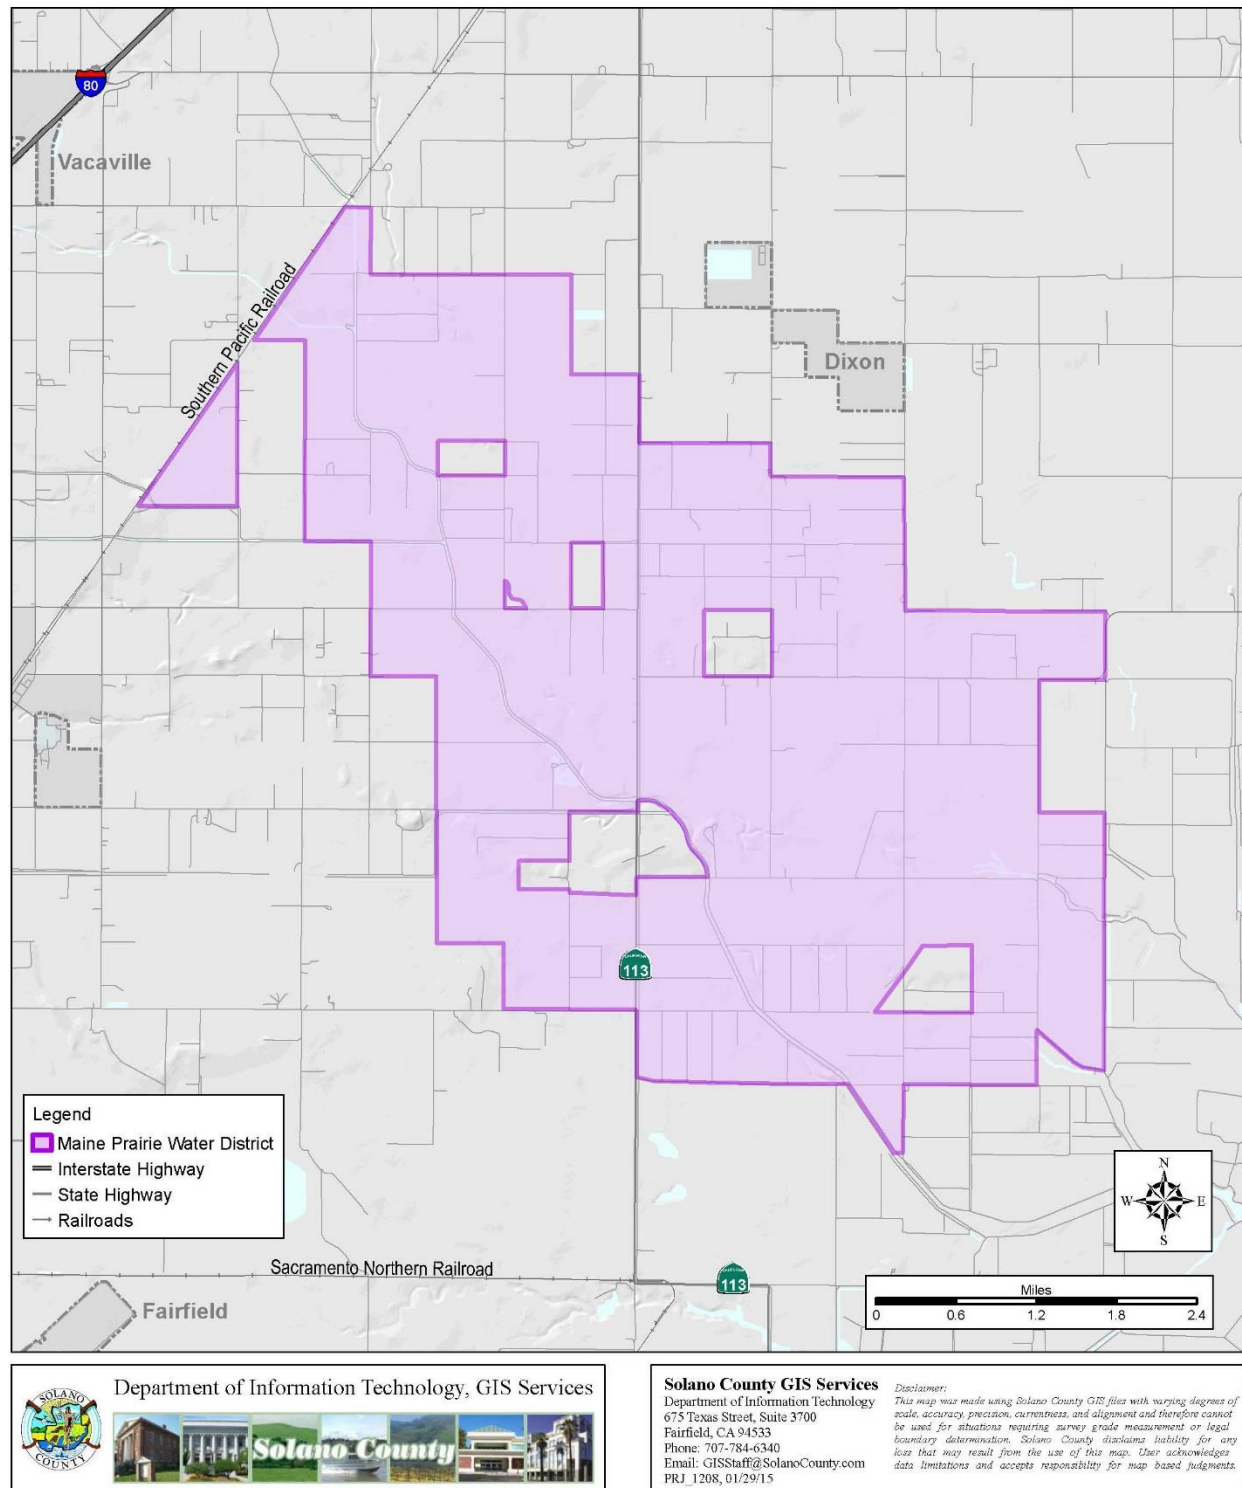 80
Vacaville
Southern Pacific Railroad
Dixon
113
Legend
Maine Prairie Water District
Interstate Highway
State Highway
Railroads
N
W E
S
Sacramento Northern Railroad
113
Miles
0 0.6 1.2 1.8 2.4
Fairfield
SOLANO
COUNTY
Department of Information Technology, GIS Services
Solano County
Solano County GIS Services
Department of Information Technology
675 Texas Street, Suite 3700
Fairfield, CA 94533
Phone: 707-784-6340
Email: GISStaff@SolanoCounty.com
PRJ_1208, 01/29/15
Disclaimer:
This map was made using Solano County GIS files with varying degrees of
scale, accuracy, precision, currentness, and alignment and therefore cannot
be used for situations requiring survey grade measurement or legal
boundary determination. Solano County disclaims liability for any
loss that may result from the use of this map. User acknowledges
data limitations and accepts responsibility for map based judgments.